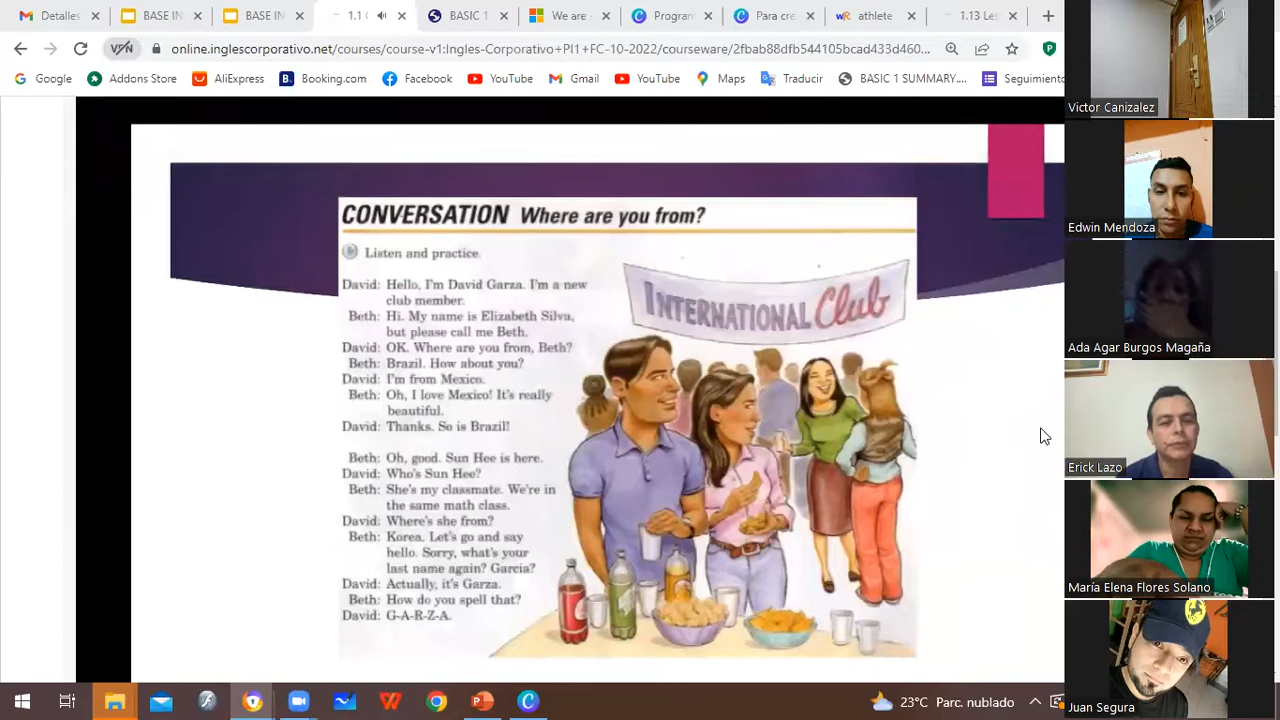 Detalles
BASE IN
BASE IN
1.1 C
BASIC 1
We are
Program
Para cre
athlete
1.13 Les
VPN
online.inglescorporativo.net/courses/course-v1:Ingles-Corporativo+PI1+FC-10-2022/courseware/2fbab88dfb544105bcad433d460...
Google
Addons Store
AliExpress
Booking.com
Facebook
YouTube
Gmail
YouTube
Maps
Traducir
BASIC 1 SUMMARY....
Seguimiento
CONVERSATION Where are you from?
Listen and practice.
David: Hello, I'm David Garza. I'm a new
club member.
Beth: Hi. My name is Elizabeth Silva,
but please call me Beth.
David: OK. Where are you from, Beth?
Beth: Brazil. How about you?
David: I'm from Mexico.
Beth: Oh, I love Mexico! It's really
beautiful.
David: Thanks. So is Brazil!
Beth: Oh, good. Sun Hee is here.
David: Who's Sun Hee?
Beth: She's my classmate. We're in
the same math class.
David: Where's she from?
Beth: Korea. Let's go and say
hello. Sorry, what's your
last name again? Garcia?
David: Actually, it's Garza.
Beth: How do you spell that?
David: G-A-R-Z-A.
INTERNATIONAL Club
Victor Canizalez
Edwin Mendoza
Ada Agar Burgos Magaña
Erick Lazo
María Elena Flores Solano
Juan Segura
23°C Parc. nublado